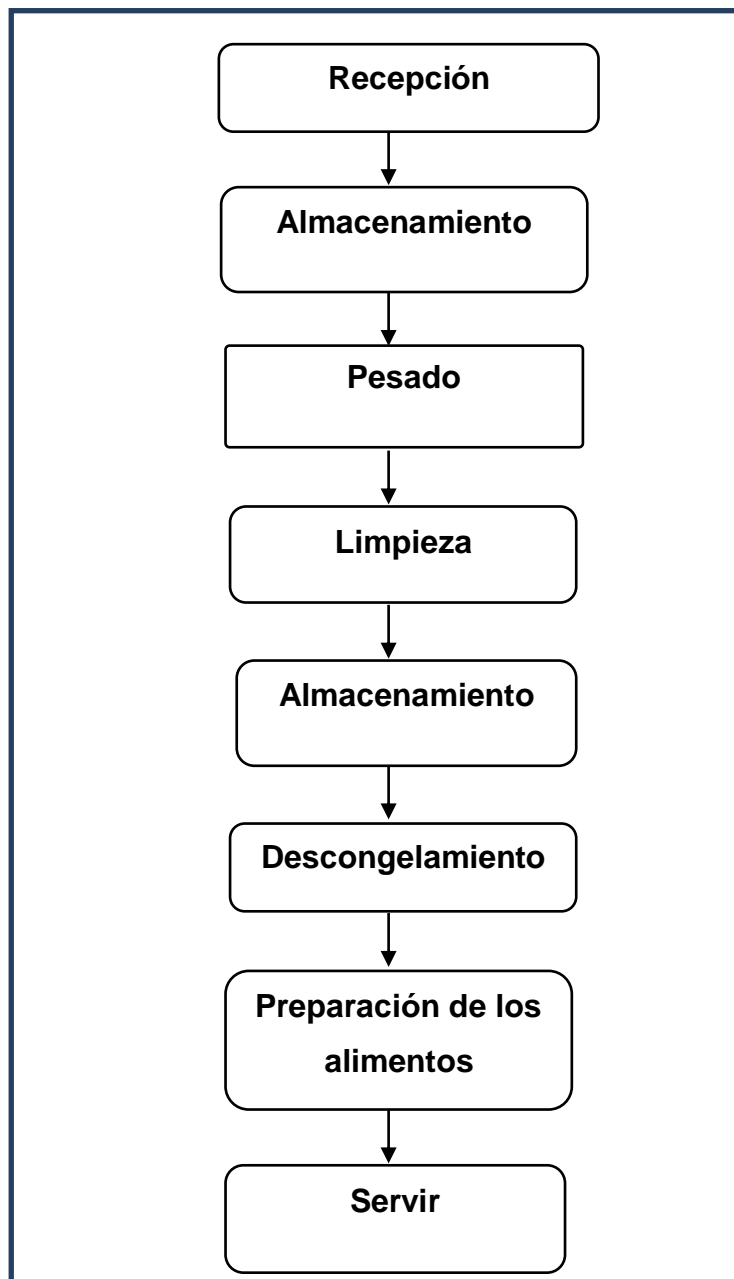 Recepción
Almacenamiento
Pesado
Limpieza
Almacenamiento
Descongelamiento
Preparación de los
alimentos
Servir